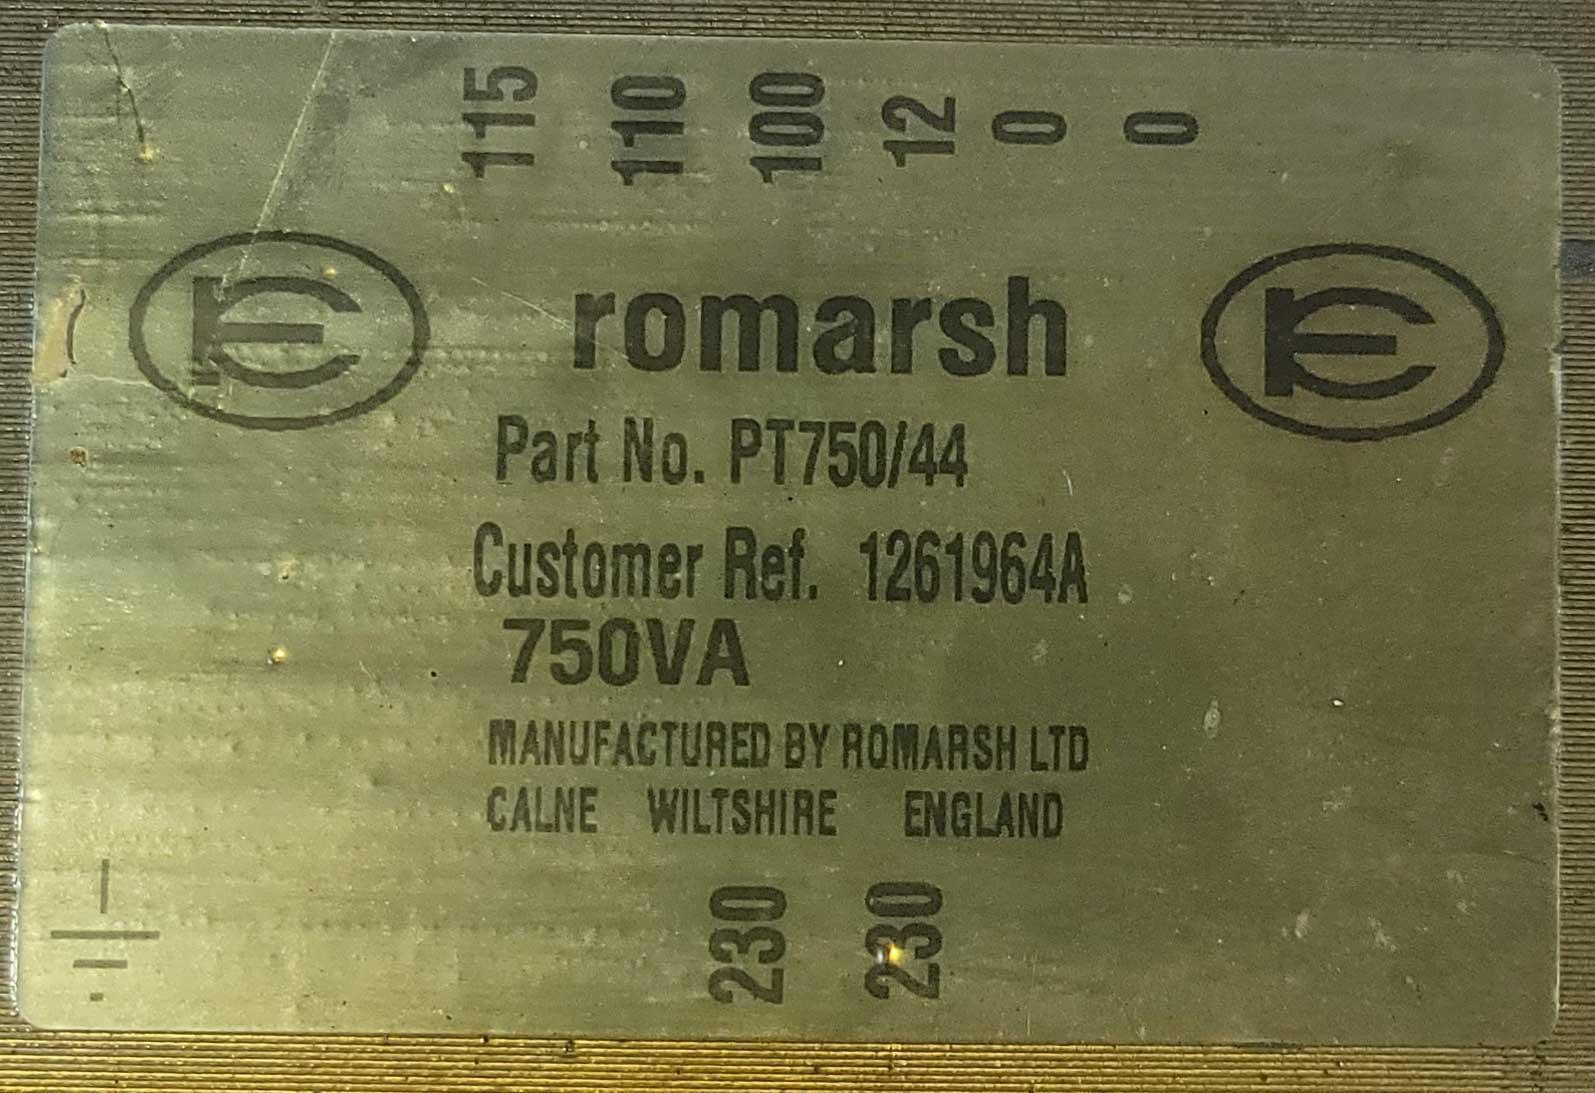 115 110 100 12 0 0
romarsh
Part No. PT750/44
Customer Ref. 1261964A
750VA
MANUFACTURED BY ROMARSH LTD
CALNE WILTSHIRE ENGLAND
230 230